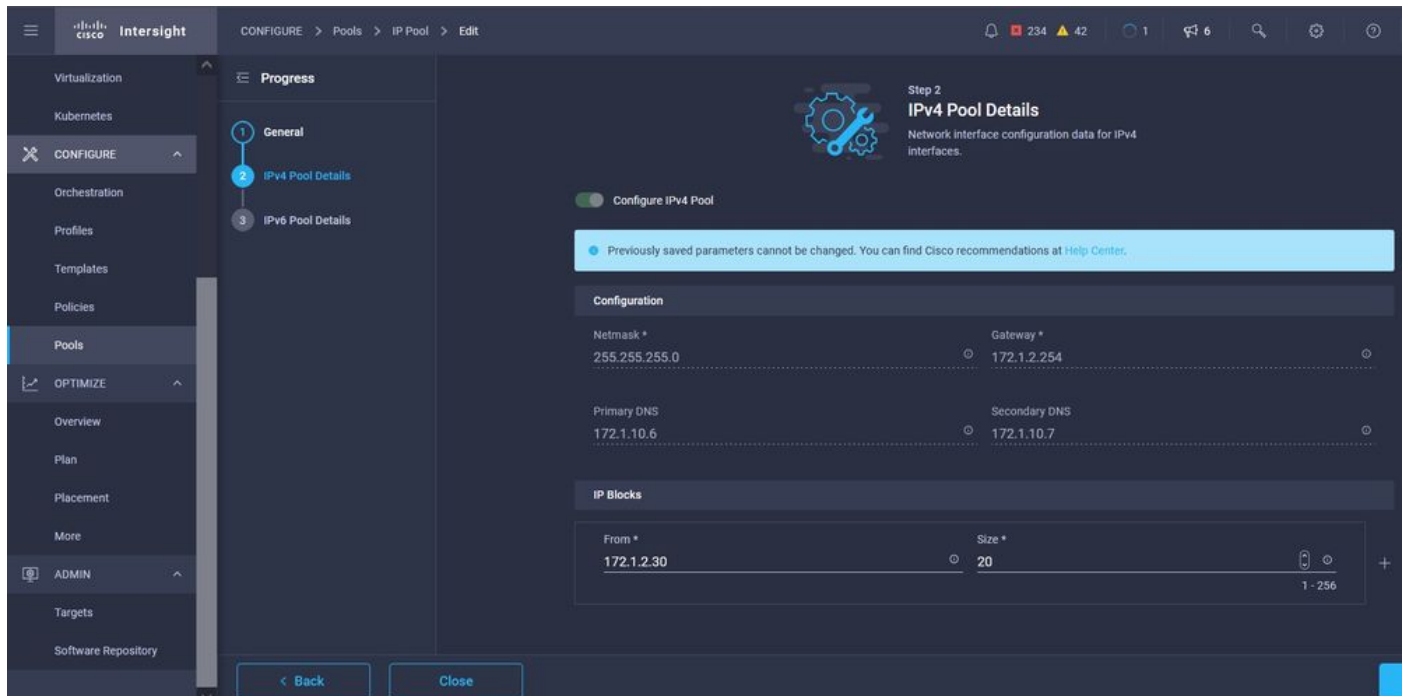 cisco Intersight
CONFIGURE > Pools > IP Pool > Edit
234 42 1 6
Virtualization
Kubernetes
CONFIGURE
Orchestration
Profiles
Templates
Policies
Pools
OPTIMIZE
Overview
Plan
Placement
More
ADMIN
Targets
Software Repository
Progress
1 General
2 IPv4 Pool Details
3 IPv6 Pool Details
Step 2
IPv4 Pool Details
Network interface configuration data for IPv4
interfaces.
Configure IPv4 Pool
Previously saved parameters cannot be changed. You can find Cisco recommendations at Help Center.
Configuration
Netmask * Gateway *
255.255.255.0 172.1.2.254
Primary DNS Secondary DNS
172.1.10.6 172.1.10.7
IP Blocks
From * Size *
172.1.2.30 20
1 - 256
< Back Close